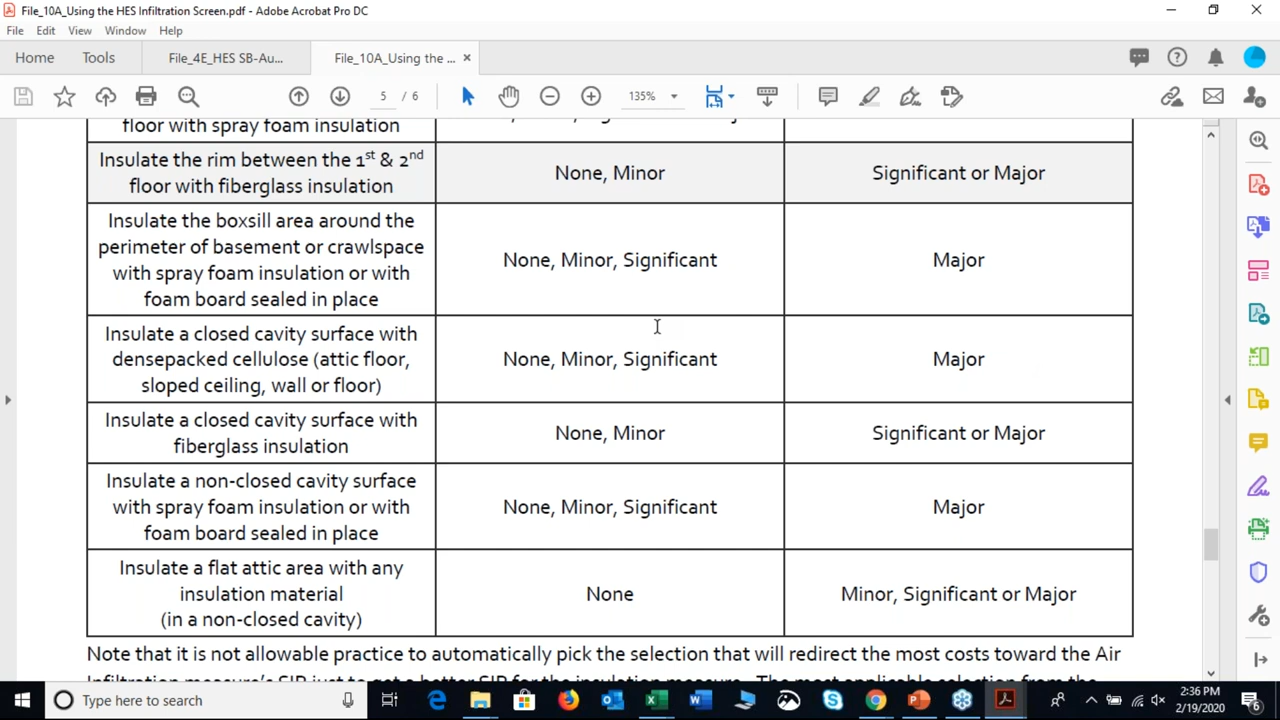 File_10A_Using the HES Infiltration Screen.pdf - Adobe Acrobat Pro DC
File Edit View Window Help
Home Tools File_4E_HES SB-Au... File_10A_Using the ... ×
5 / 6 135%
floor with spray foam insulation
Insulate the rim between the 1st & 2nd
floor with fiberglass insulation
None, Minor
Significant or Major
Insulate the boxsill area around the
perimeter of basement or crawlspace
with spray foam insulation or with
foam board sealed in place
None, Minor, Significant
Major
Insulate a closed cavity surface with
densepacked cellulose (attic floor,
sloped ceiling, wall or floor)
None, Minor, Significant
Major
Insulate a closed cavity surface with
fiberglass insulation
None, Minor
Significant or Major
Insulate a non-closed cavity surface
with spray foam insulation or with
foam board sealed in place
None, Minor, Significant
Major
Insulate a flat attic area with any
insulation material
(in a non-closed cavity)
None
Minor, Significant or Major
Note that it is not allowable practice to automatically pick the selection that will redirect the most costs toward the Air
Type here to search
2:36 PM
2/19/2020
6